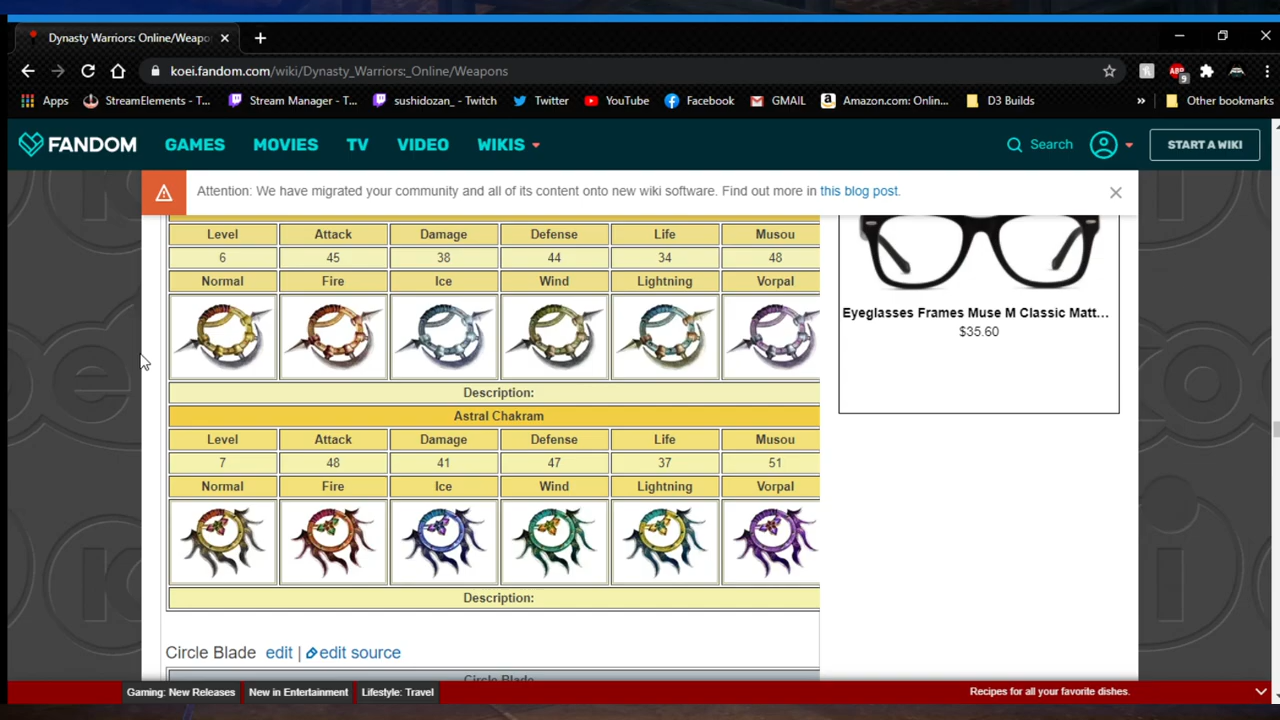 Dynasty Warriors: Online/Weapo
koei.fandom.com/wiki/Dynasty_Warriors:_Online/Weapons
ABP
9
Apps
StreamElements - T...
Stream Manager - T...
sushidozan_ - Twitch
Twitter
YouTube
Facebook
GMAIL
Amazon.com: Onlin...
D3 Builds
»
Other bookmarks
FANDOM
GAMES
MOVIES
TV
VIDEO
WIKIS
Search
START A WIKI
Attention: We have migrated your community and all of its content onto new wiki software. Find out more in this blog post.
Level Attack Damage Defense Life Musou
6 45 38 44 34 48
Normal Fire Ice Wind Lightning Vorpal
Description:
Astral Chakram
Level Attack Damage Defense Life Musou
7 48 41 47 37 51
Normal Fire Ice Wind Lightning Vorpal
Description:
Circle Blade edit | edit source
Circle Blade
Eyeglasses Frames Muse M Classic Matt...
$35.60
Gaming: New Releases
New in Entertainment
Lifestyle: Travel
Recipes for all your favorite dishes.